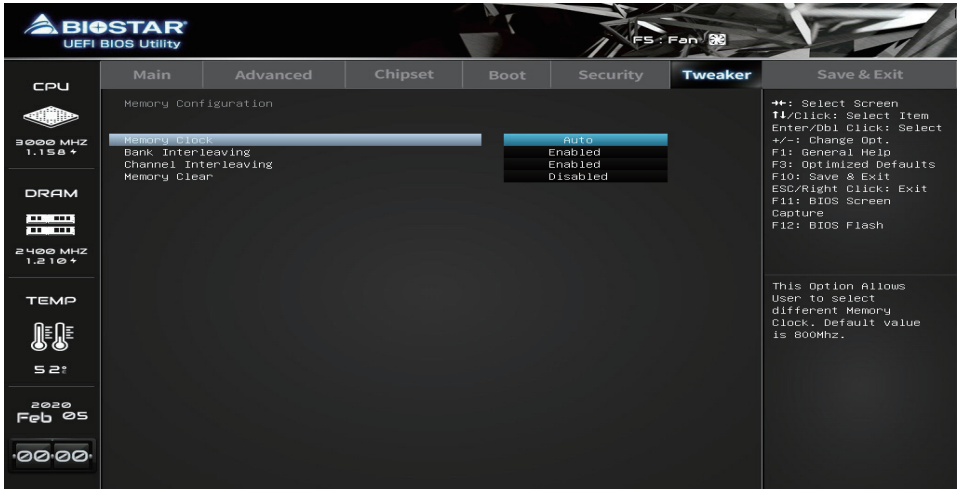 BIOSTAR®
UEFI BIOS Utility
F5 : Fan
Main Advanced Chipset Boot Security Tweaker Save & Exit
CPU
3000 MHZ
1.158
DRAM
2400 MHZ
1.210
TEMP
52
2020
Feb 05
00:00
Memory Configuration
Memory Clock Auto
Bank Interleaving Enabled
Channel Interleaving Enabled
Memory Clear Disabled
→←: Select Screen
↑↓/Click: Select Item
Enter/Dbl Click: Select
+/-: Change Opt.
F1: General Help
F3: Optimized Defaults
F10: Save & Exit
ESC/Right Click: Exit
F11: BIOS Screen
Capture
F12: BIOS Flash
This Option Allows
User to select
different Memory
Clock. Default value
is 800Mhz.